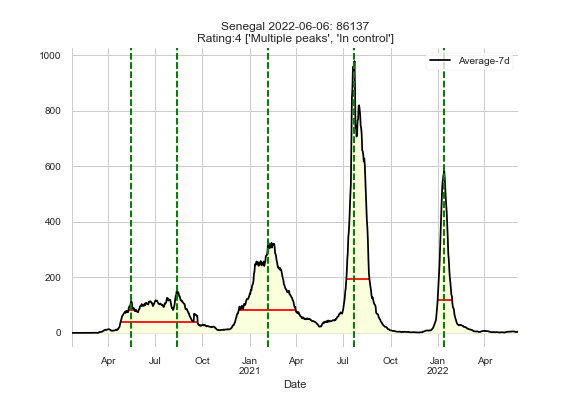 Senegal 2022-06-06: 86137
Rating:4 ['Multiple peaks', 'In control']
Average-7d
1000
800
600
400
200
0
Apr Jul Oct Jan Apr Jul Oct Jan Apr
2021 2022
Date